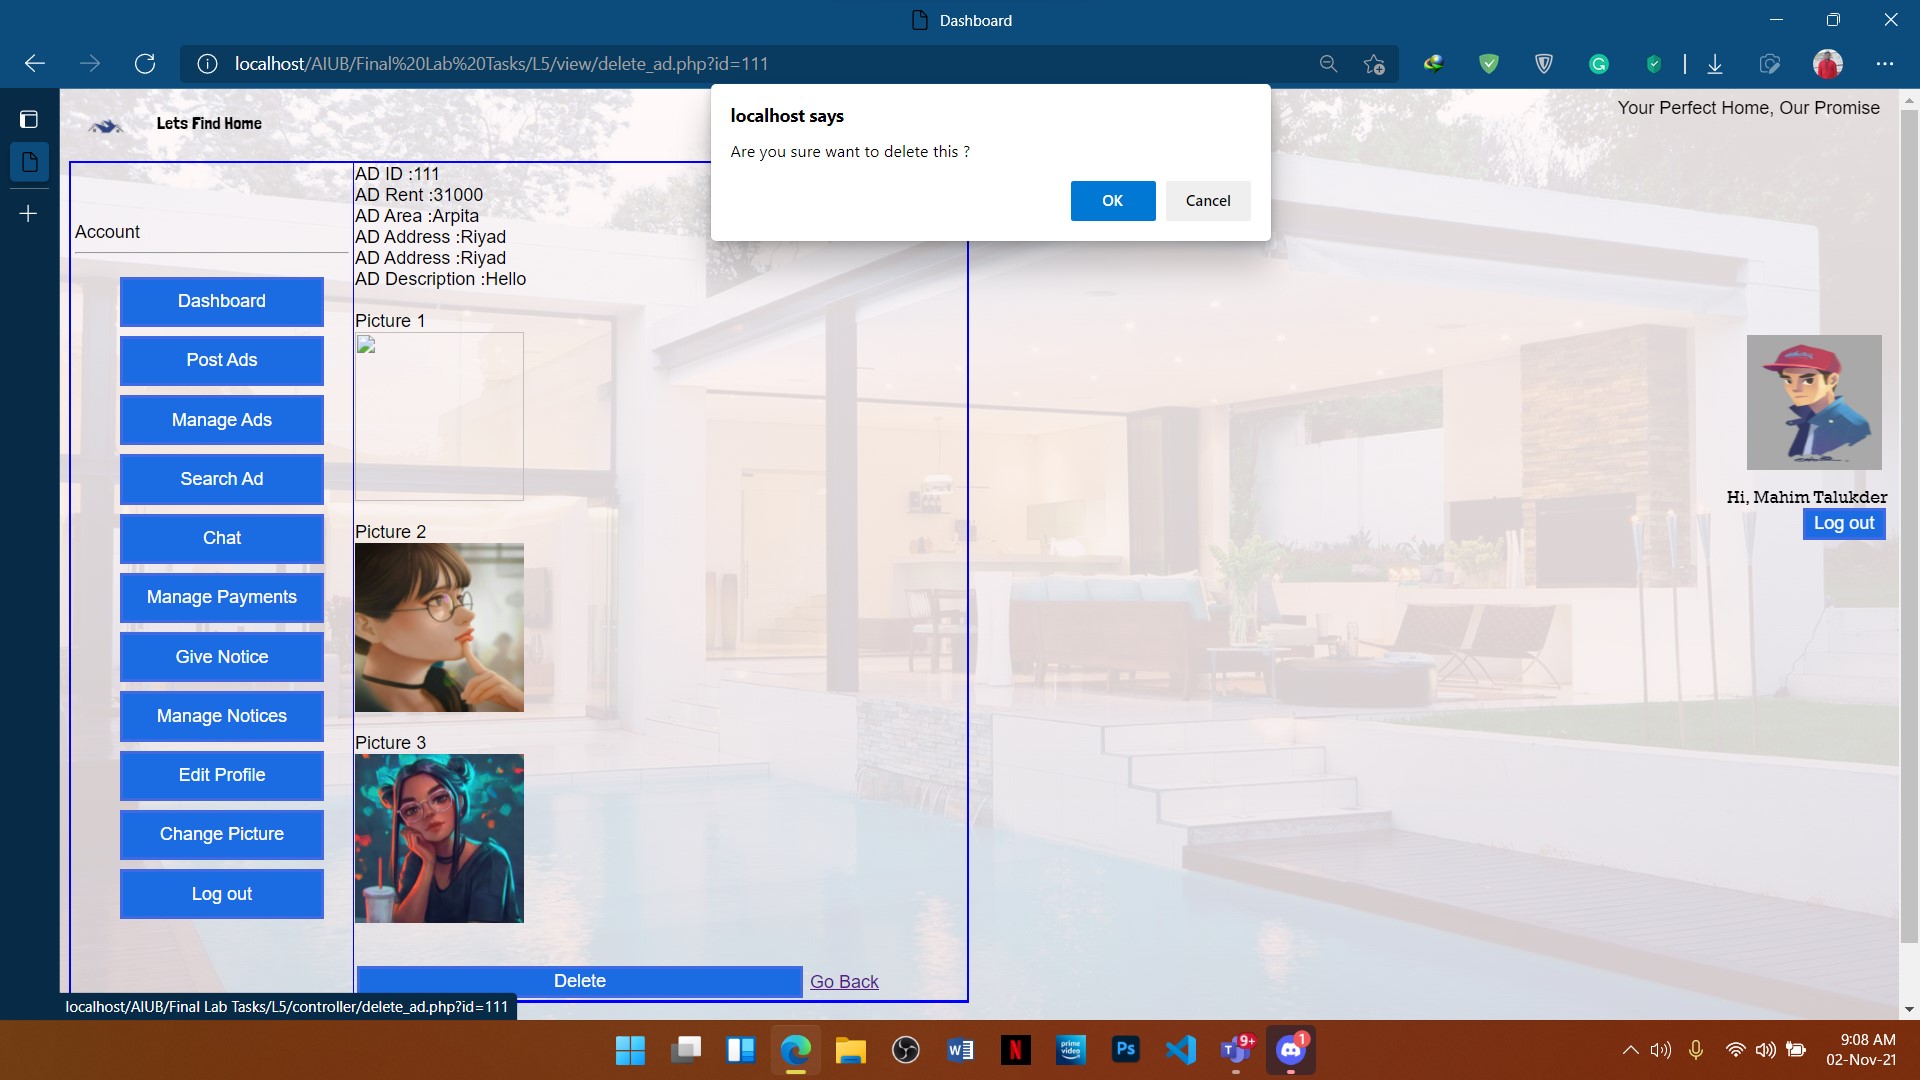 Dashboard
localhost/AIUB/Final%20Lab%20Tasks/L5/view/delete_ad.php?id=111
localhost says
Are you sure want to delete this ?
OK
Cancel
Lets Find Home
Your Perfect Home, Our Promise
Account
Dashboard
Post Ads
Manage Ads
Search Ad
Chat
Manage Payments
Give Notice
Manage Notices
Edit Profile
Change Picture
Log out
AD ID :111
AD Rent :31000
AD Area :Arpita
AD Address :Riyad
AD Address :Riyad
AD Description :Hello
Picture 1
Picture 2
Picture 3
Delete
Go Back
Hi, Mahim Talukder
Log out
localhost/AIUB/Final Lab Tasks/L5/controller/delete_ad.php?id=111
W
N
prime video
Ps
T
9+
1
9:08 AM
02-Nov-21